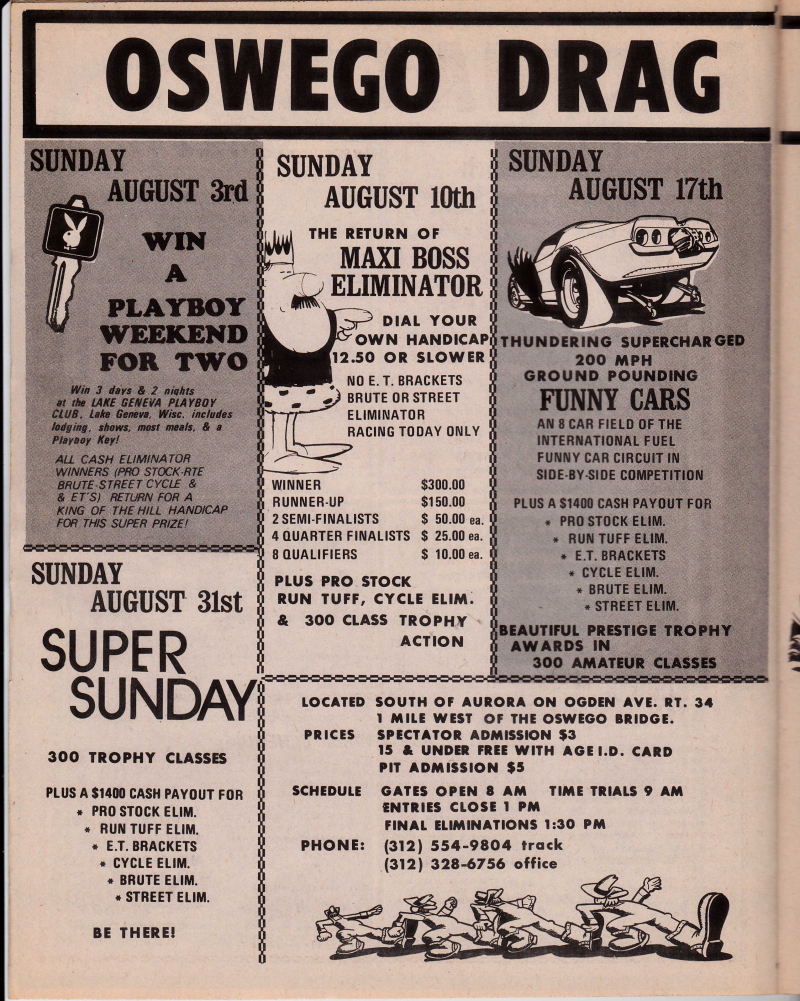 OSWEGO DRAG
SUNDAY
AUGUST 3rd
WIN
A
PLAYBOY
WEEKEND
FOR TWO
Win 3 days & 2 nights
at the LAKE GENEVA PLAYBOY
CLUB, Lake Geneva, Wisc. includes
lodging, shows, most meals, & a
Playboy Key!
ALL CASH ELIMINATOR
WINNERS (PRO STOCK-RTE
BRUTE-STREET CYCLE &
& ET'S) RETURN FOR A
KING OF THE HILL HANDICAP
FOR THIS SUPER PRIZE!
SUNDAY
AUGUST 10th
THE RETURN OF
MAXI BOSS
ELIMINATOR
DIAL YOUR
OWN HANDICAP
12.50 OR SLOWER
NO E.T. BRACKETS
BRUTE OR STREET
ELIMINATOR
RACING TODAY ONLY
WINNER $300.00
RUNNER-UP $150.00
2 SEMI-FINALISTS $ 50.00 ea.
4 QUARTER FINALISTS $ 25.00 ea.
8 QUALIFIERS $ 10.00 ea.
PLUS PRO STOCK
RUN TUFF, CYCLE ELIM.
& 300 CLASS TROPHY
ACTION
SUNDAY
AUGUST 17th
THUNDERING SUPERCHARGED
200 MPH
GROUND POUNDING
FUNNY CARS
AN 8 CAR FIELD OF THE
INTERNATIONAL FUEL
FUNNY CAR CIRCUIT IN
SIDE-BY-SIDE COMPETITION
PLUS A $1400 CASH PAYOUT FOR
* PRO STOCK ELIM.
* RUN TUFF ELIM.
* E.T. BRACKETS
* CYCLE ELIM.
* BRUTE ELIM.
* STREET ELIM.
BEAUTIFUL PRESTIGE TROPHY
AWARDS IN
300 AMATEUR CLASSES
SUNDAY
AUGUST 31st
SUPER
SUNDAY
300 TROPHY CLASSES
PLUS A $1400 CASH PAYOUT FOR
* PRO STOCK ELIM.
* RUN TUFF ELIM.
* E.T. BRACKETS
* CYCLE ELIM.
* BRUTE ELIM.
* STREET ELIM.
BE THERE!
LOCATED SOUTH OF AURORA ON OGDEN AVE. RT. 34
1 MILE WEST OF THE OSWEGO BRIDGE.
PRICES SPECTATOR ADMISSION $3
15 & UNDER FREE WITH AGE I.D. CARD
PIT ADMISSION $5
SCHEDULE GATES OPEN 8 AM TIME TRIALS 9 AM
ENTRIES CLOSE 1 PM
FINAL ELIMINATIONS 1:30 PM
PHONE: (312) 554-9804 track
(312) 328-6756 office